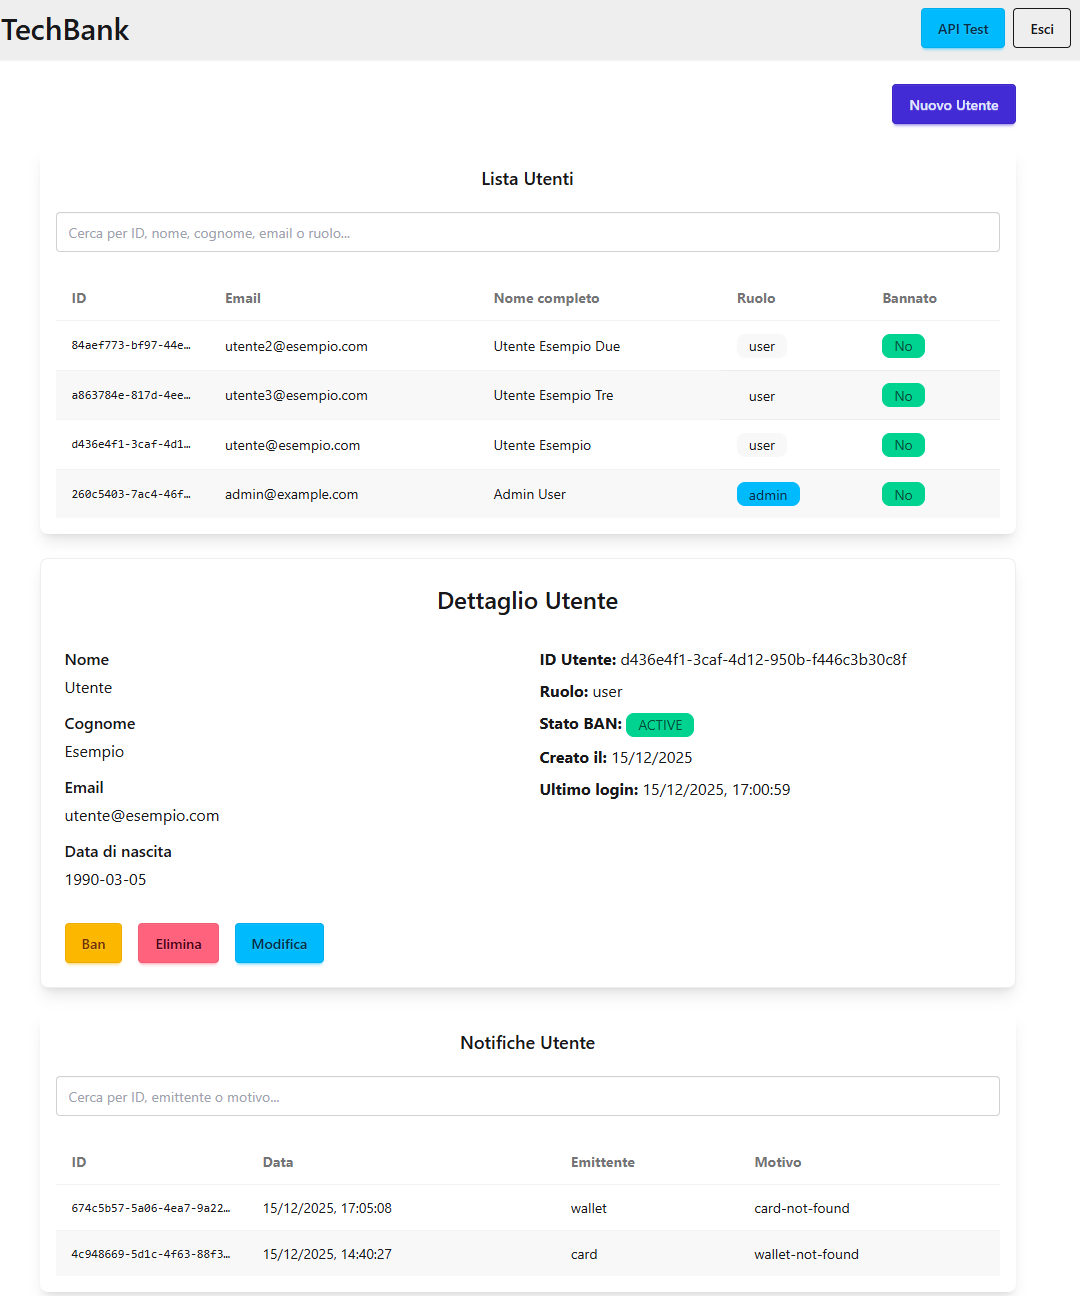 TechBank
API Test
Esci
Nuovo Utente
Lista Utenti
Cerca per ID, nome, cognome, email o ruolo...
ID Email Nome completo Ruolo Bannato
84aef773-bf97-44e… utente2@esempio.com Utente Esempio Due user No
a863784e-817d-4ee… utente3@esempio.com Utente Esempio Tre user No
d436e4f1-3caf-4d1… utente@esempio.com Utente Esempio user No
260c5403-7ac4-46f… admin@example.com Admin User admin No
Dettaglio Utente
Nome
Utente
Cognome
Esempio
Email
utente@esempio.com
Data di nascita
1990-03-05
ID Utente: d436e4f1-3caf-4d12-950b-f446c3b30c8f
Ruolo: user
Stato BAN: ACTIVE
Creato il: 15/12/2025
Ultimo login: 15/12/2025, 17:00:59
Ban
Elimina
Modifica
Notifiche Utente
Cerca per ID, emittente o motivo...
ID Data Emittente Motivo
674c5b57-5a06-4ea7-9a22… 15/12/2025, 17:05:08 wallet card-not-found
4c948669-5d1c-4f63-88f3… 15/12/2025, 14:40:27 card wallet-not-found